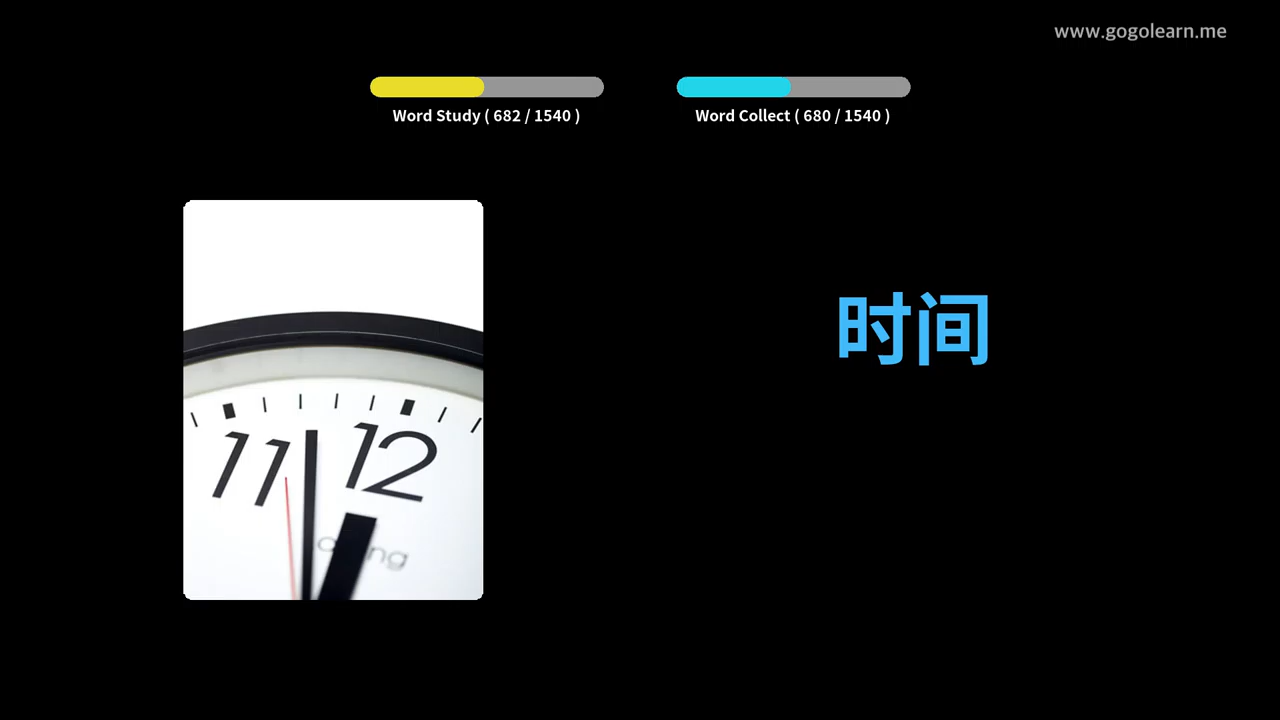 www.gogolearn.me
Word Study ( 682 / 1540 )
Word Collect ( 680 / 1540 )
时间
11
12